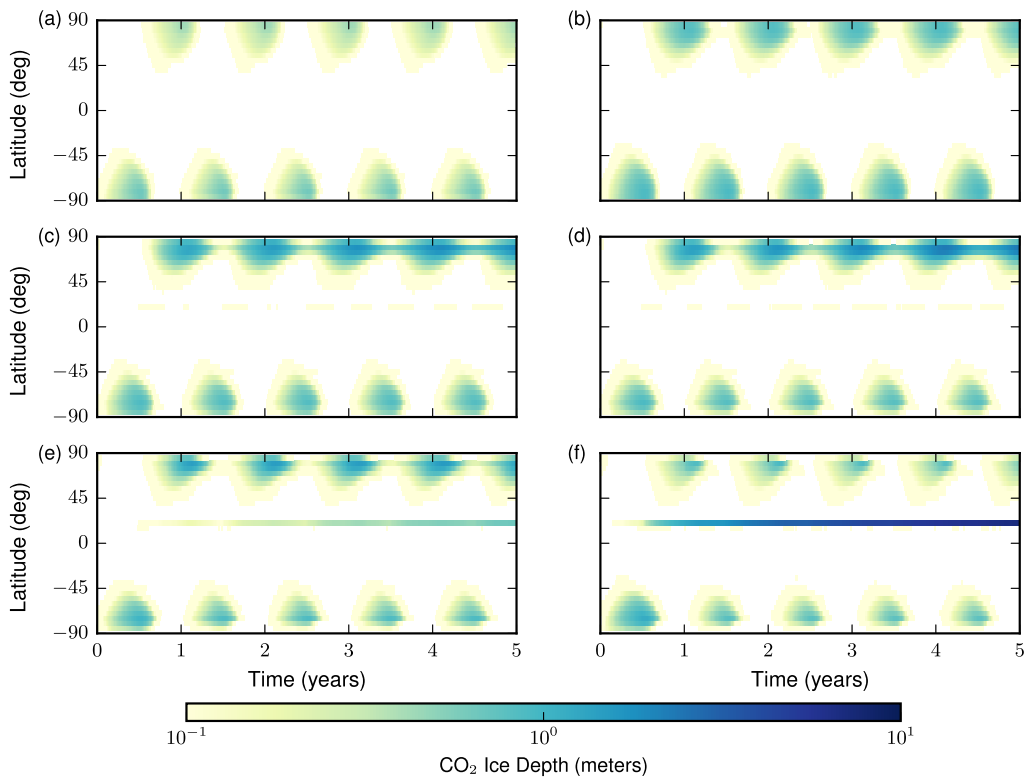 (a) (b)
90
45
0
−45
−90
Latitude (deg)
(c) (d)
90
45
0
−45
−90
Latitude (deg)
(e) (f)
90
45
0
−45
−90
Latitude (deg)
0 1 2 3 4 5 0 1 2 3 4 5
Time (years) Time (years)
10⁻¹ 10⁰ 10¹
CO₂ Ice Depth (meters)